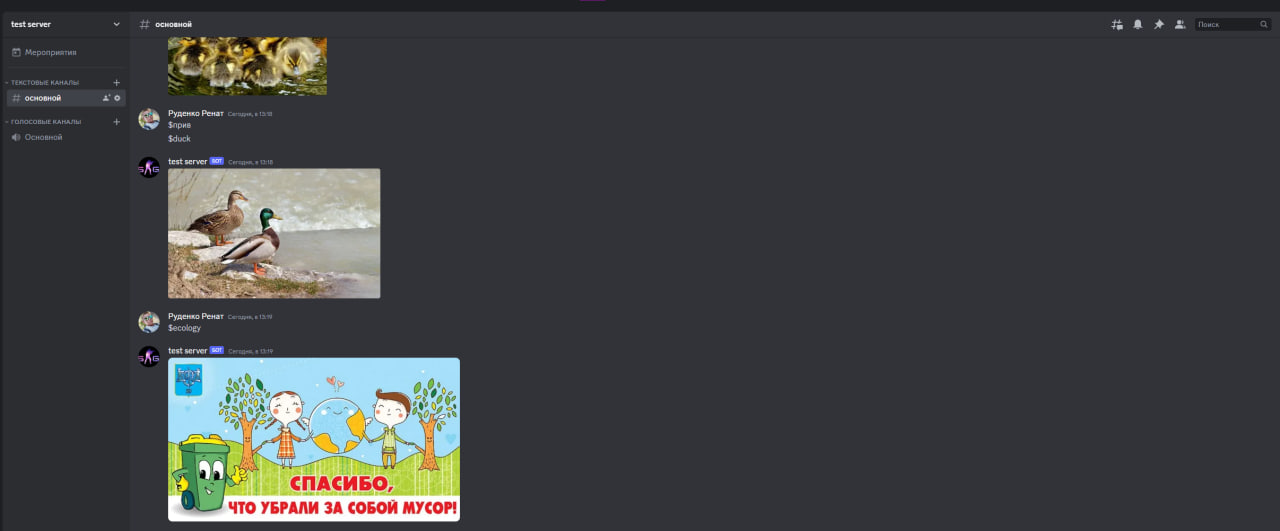 test server
Мероприятия
ТЕКСТОВЫЕ КАНАЛЫ
основной
ГОЛОСОВЫЕ КАНАЛЫ
Основной
основной
Поиск
Руденко Ренат Сегодня, в 13:18
$прив
$duck
test server БОТ Сегодня, в 13:18
Руденко Ренат Сегодня, в 13:19
$ecology
test server БОТ Сегодня, в 13:19
СПАСИБО,
ЧТО УБРАЛИ ЗА СОБОЙ МУСОР!